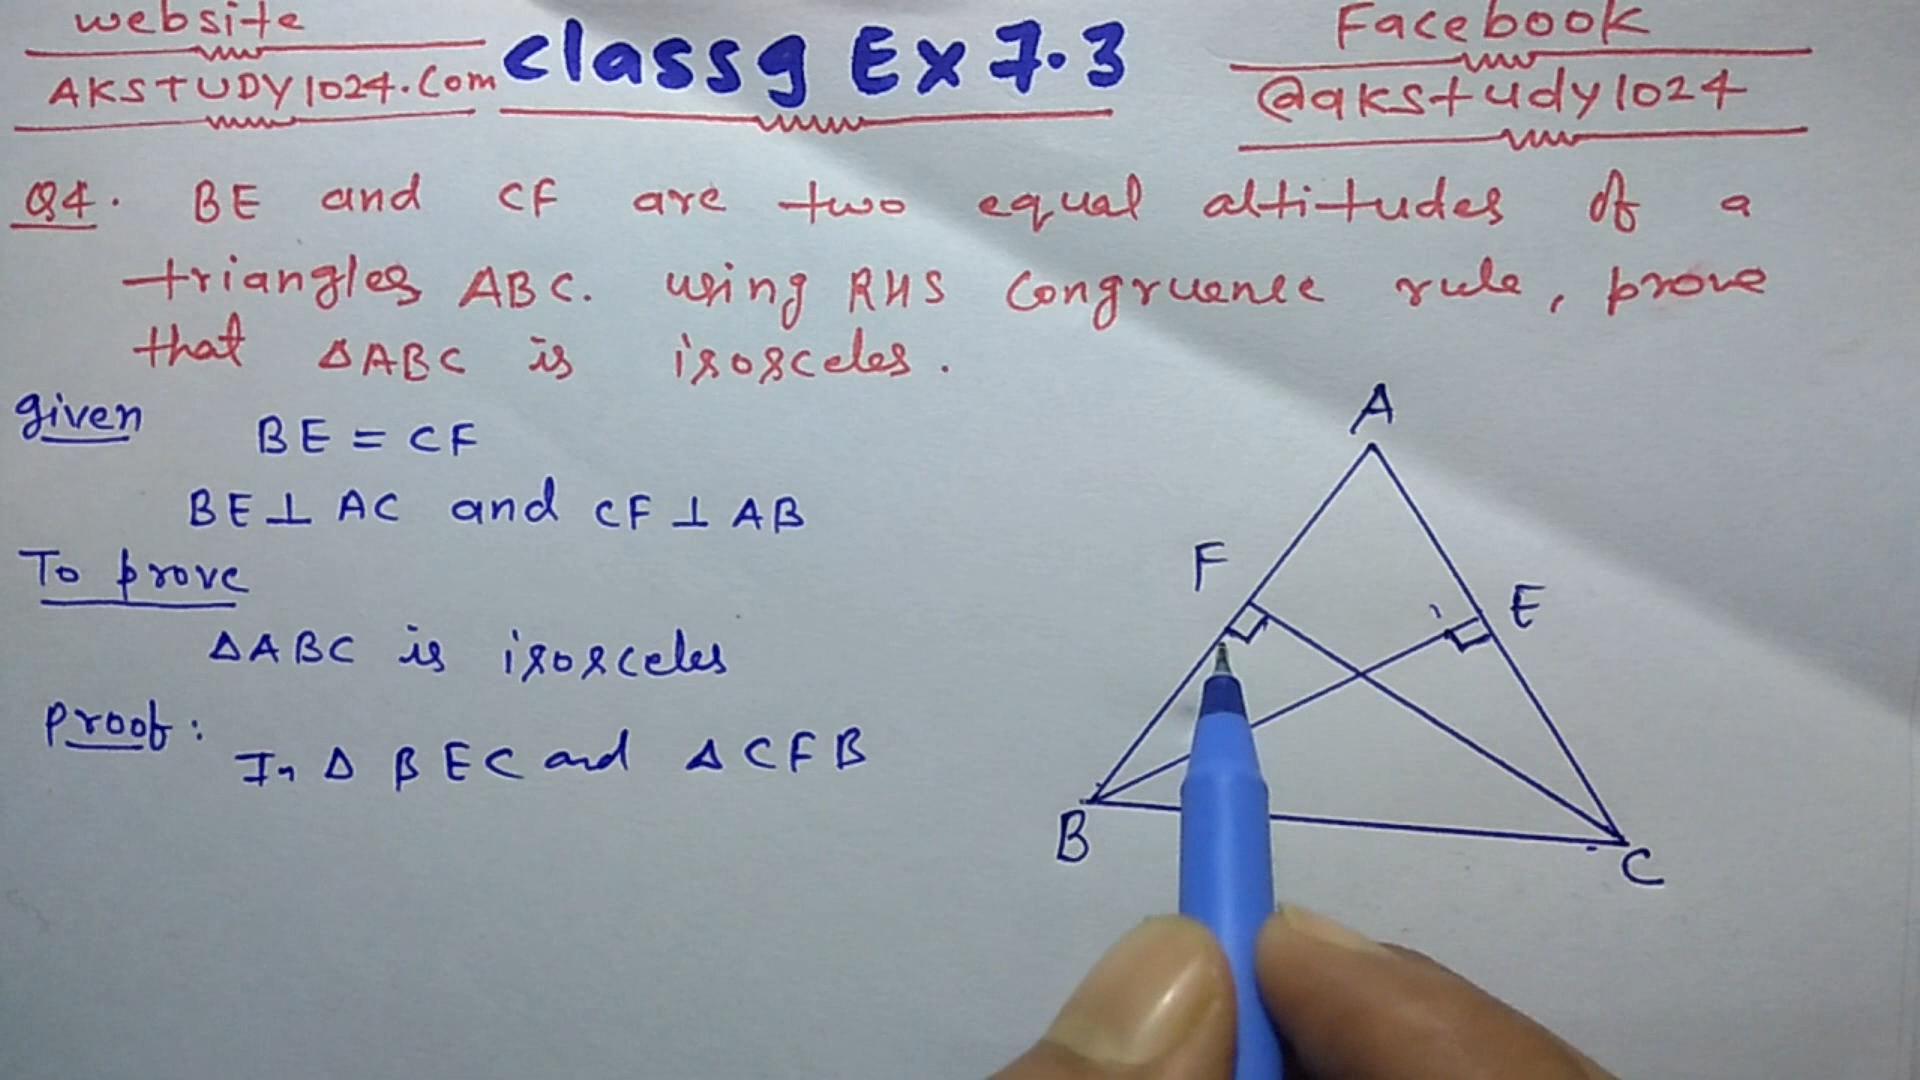 website
AKSTUDY1024.Com
class 9 Ex 7.3
Facebook
@akstudy1024
Q4. BE and CF are two equal altitudes of a
triangles ABC. using RHS Congruence rule, prove
that ΔABC is isosceles.
given BE = CF
BE ⊥ AC and CF ⊥ AB
To prove
ΔABC is isosceles
Proof: In Δ BEC and Δ CFB
A
F
E
B
C